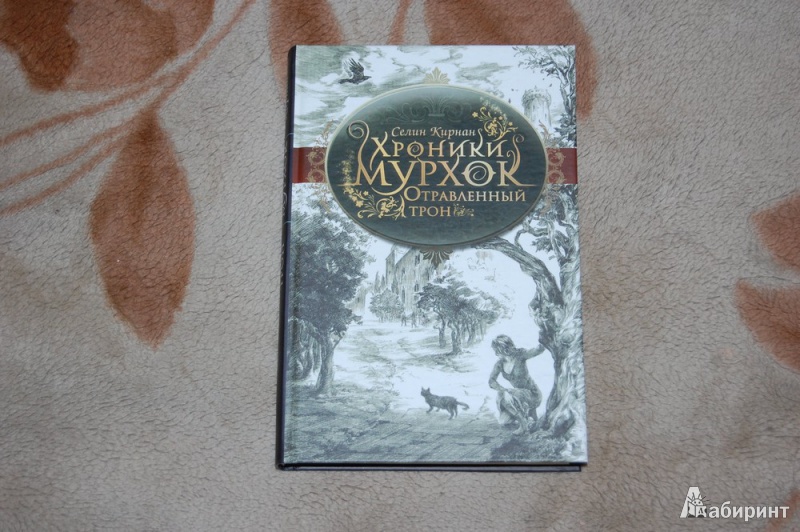 Селин Кирнан
Хроники
Мурхок
Отравленный
трон
Лабиринт